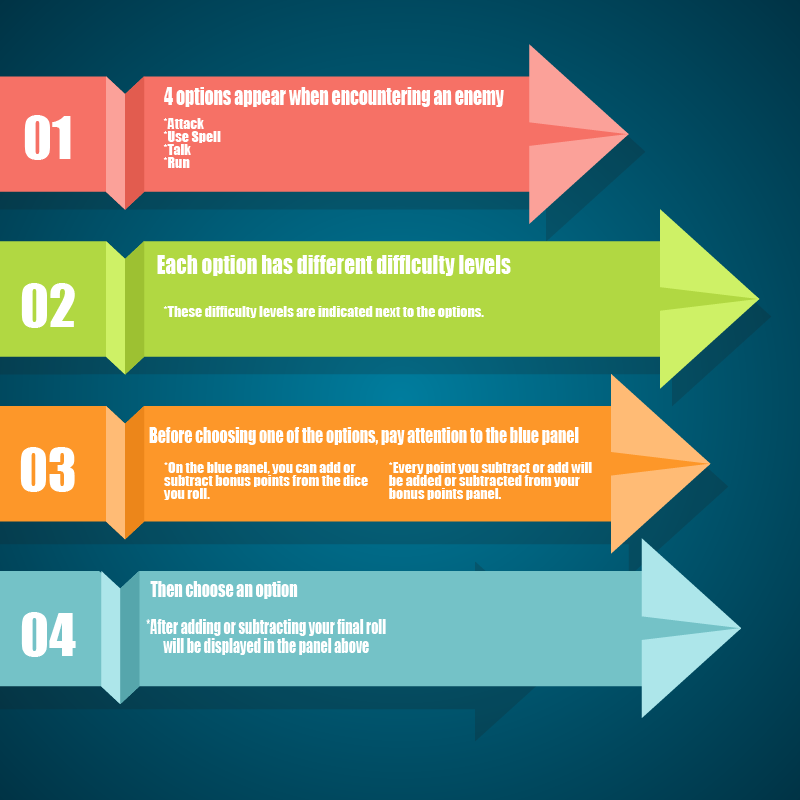 01
4 options appear when encountering an enemy
*Attack
*Use Spell
*Talk
*Run
02
Each option has different difficulty levels
*These difficulty levels are indicated next to the options.
03
Before choosing one of the options, pay attention to the blue panel
*On the blue panel, you can add or
subtract bonus points from the dice
you roll.
*Every point you subtract or add will
be added or subtracted from your
bonus points panel.
04
Then choose an option
*After adding or subtracting your final roll
will be displayed in the panel above